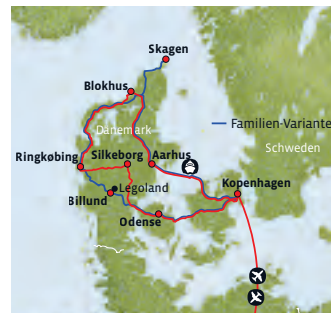 Skagen
Blokhus
Dänemark
Familien-Variante
Schweden
Ringkøbing
Silkeborg
Aarhus
Legoland
Kopenhagen
Billund
Odense